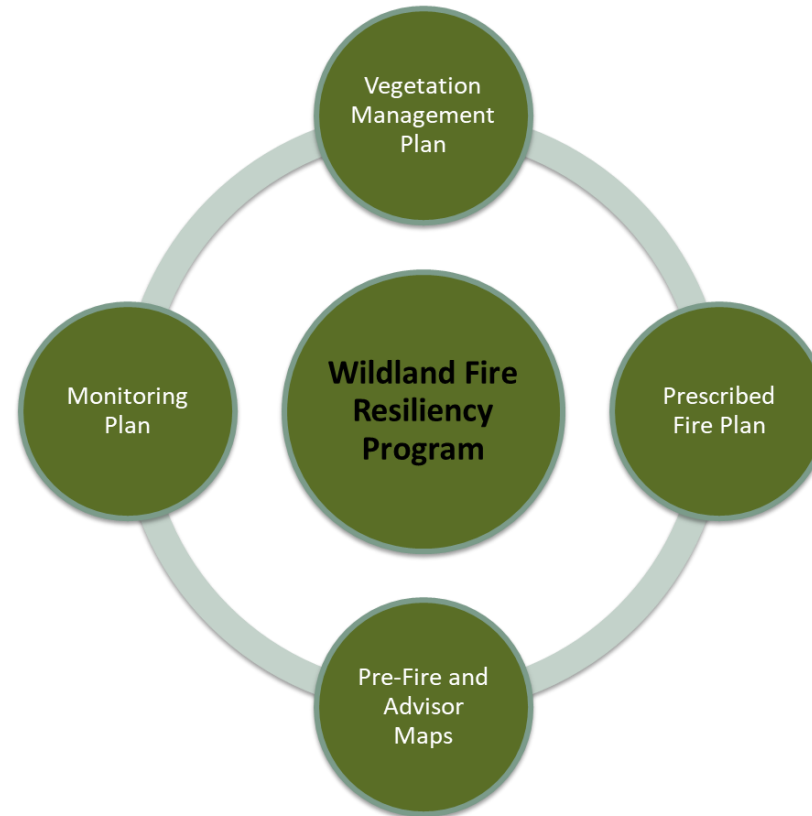 Vegetation
Management
Plan
Wildland Fire
Resiliency
Program
Monitoring
Plan
Prescribed
Fire Plan
Pre-Fire and
Advisor
Maps